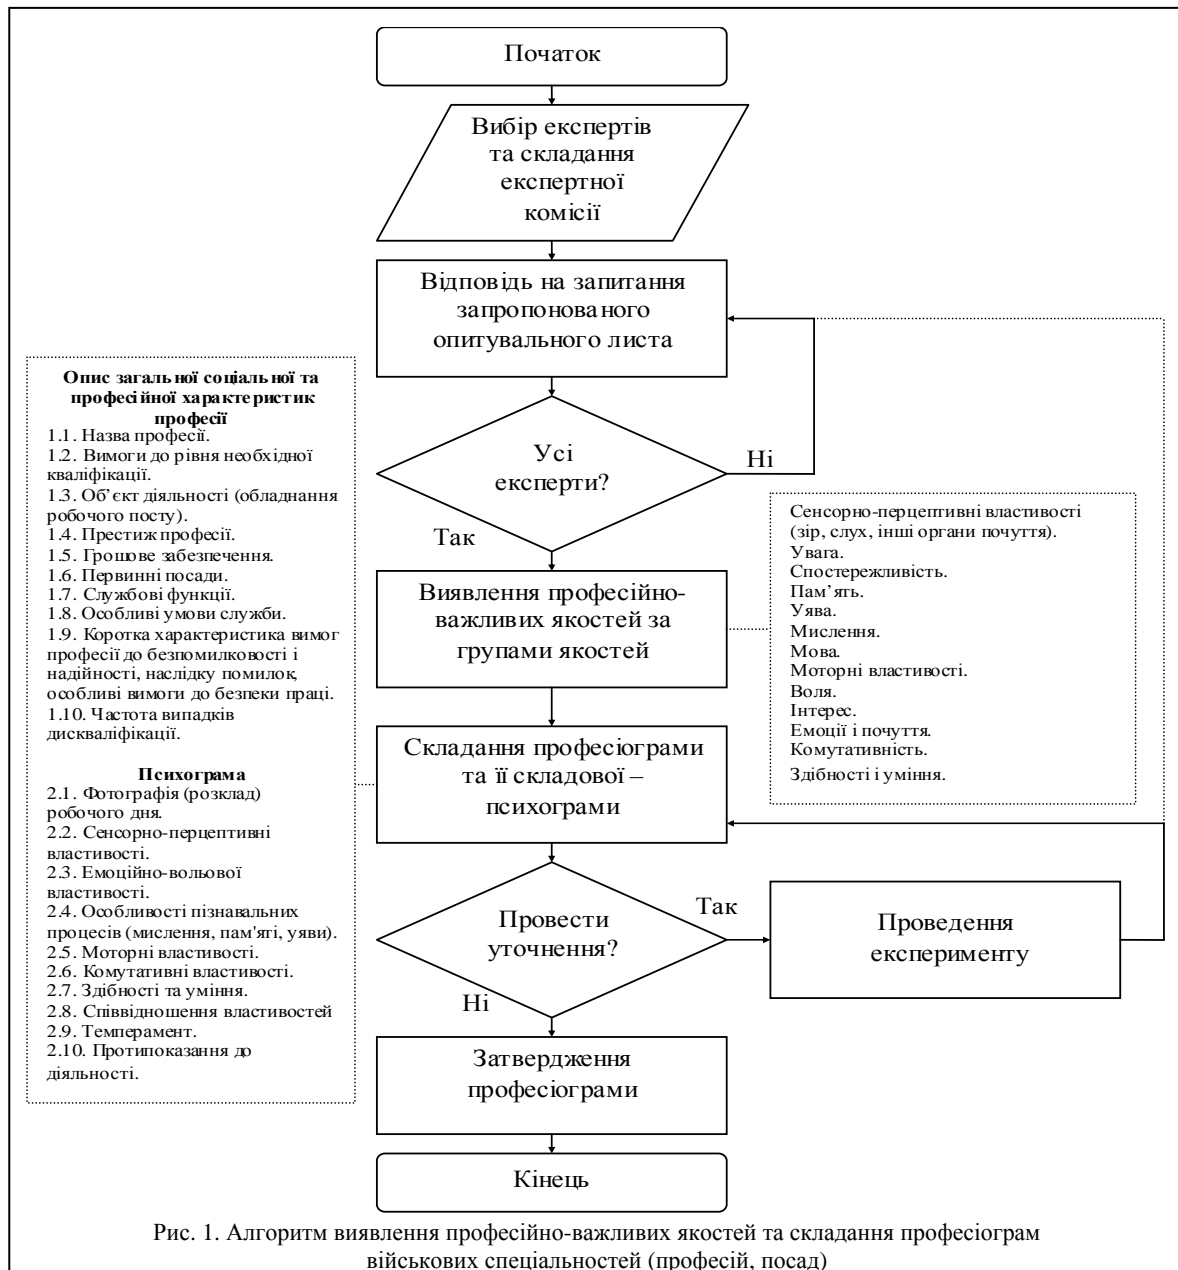 Початок
Вибір експертів
та складання
експертної
комісії
Відповідь на запитання
запропонованого
опитувального листа
Усі
експерти?
Ні
Так
Виявлення професійно-
важливих якостей за
групами якостей
Сенсорно-перцептивні властивості
(зір, слух, інші органи почуття).
Увага.
Спостережливість.
Пам’ять.
Уява.
Мислення.
Мова.
Моторні властивості.
Воля.
Інтерес.
Емоції і почуття.
Комутативність.
Здібності і уміння.
Опис загальної соціальної та
професійної характеристик
професії
1.1. Назва професії.
1.2. Вимоги до рівня необхідної
кваліфікації.
1.3. Об’єкт діяльності (обладнання
робочого посту).
1.4. Престиж професії.
1.5. Грошове забезпечення.
1.6. Первинні посади.
1.7. Службові функції.
1.8. Особливі умови служби.
1.9. Коротка характеристика вимог
професії до безпомилковості і
надійності, наслідку помилок,
особливі вимоги до безпеки праці.
1.10. Частота випадків
дискваліфікації.
Психограма
2.1. Фотографія (розклад)
робочого дня.
2.2. Сенсорно-перцептивні
властивості.
2.3. Емоційно-вольової
властивості.
2.4. Особливості пізнавальних
процесів (мислення, пам'яті, уяви).
2.5. Моторні властивості.
2.6. Комутативні властивості.
2.7. Здібності та уміння.
2.8. Співвідношення властивостей
2.9. Темперамент.
2.10. Протипоказання до
діяльності.
Складання професіограми
та її складової –
психограми
Провести
уточнення?
Так
Ні
Проведення
експерименту
Затвердження
професіограми
Кінець
Рис. 1. Алгоритм виявлення професійно-важливих якостей та складання професіограм
військових спеціальностей (професій, посад)